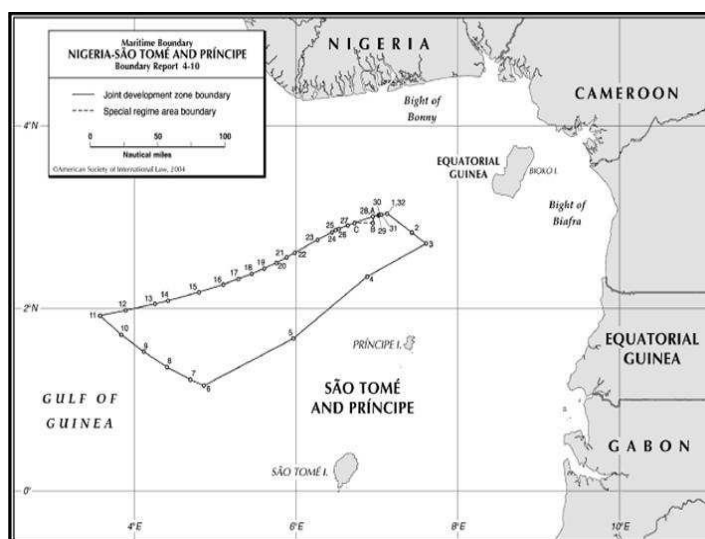 Maritime Boundary
NIGERIA-SÃO TOMÉ AND PRÍNCIPE
Boundary Report 4-10
Joint development zone boundary
Special regime area boundary
0 50 100
Nautical miles
©American Society of International Law, 2004
NIGERIA
CAMEROON
Bight of
Bonny
EQUATORIAL
GUINEA
BIOKO I.
Bight of
Biafra
4°N
2°N
0°
30
28 A
1,32
25
27
C
B
31
29
2
3
23
24
26
22
21
20
19
18
17
16
15
14
13
12
11
10
9
8
7
6
5
4
PRÍNCIPE I.
SÃO TOMÉ
AND PRÍNCIPE
EQUATORIAL
GUINEA
GULF OF
GUINEA
SÃO TOMÉ I.
GABON
4°E
6°E
8°E
10°E